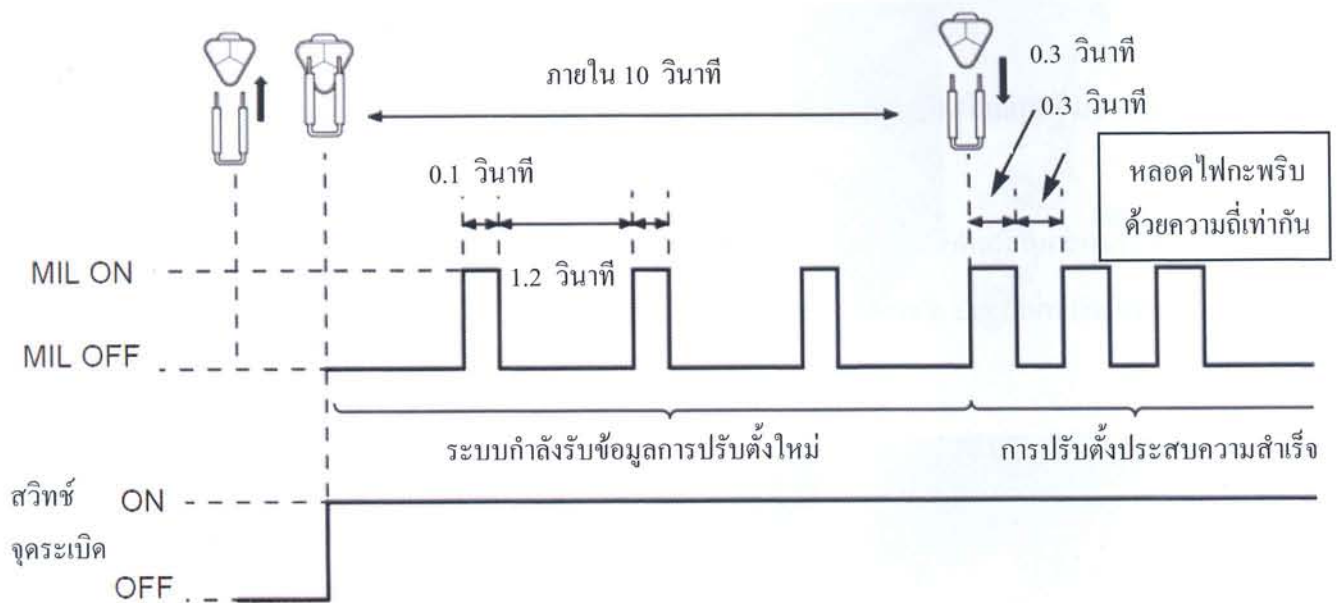 ภายใน 10 วินาที
0.3 วินาที
0.3 วินาที
หลอดไฟกะพริบ
ด้วยความถี่เท่ากัน
0.1 วินาที
1.2 วินาที
MIL ON
MIL OFF
ระบบกำลังรับข้อมูลการปรับตั้งใหม่
การปรับตั้งประสบความสำเร็จ
สวิทช์ ON
จุดระเบิด
OFF